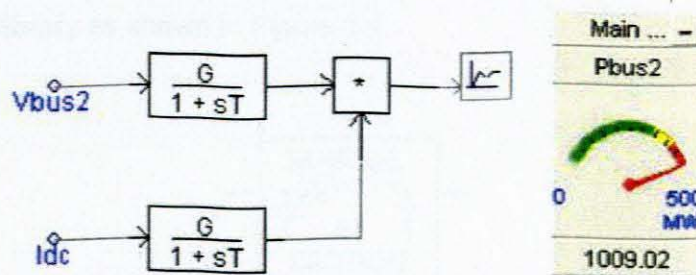 Vbus2
G
1 + sT
*
Idc
G
1 + sT
Main ...
Pbus2
0
500
MW
1009.02